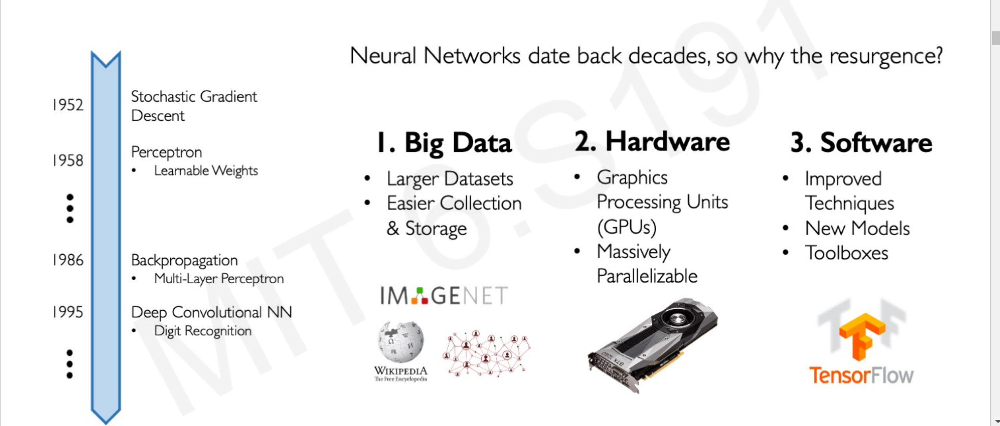 Neural Networks date back decades, so why the resurgence?
1952
Stochastic Gradient
Descent
1958
Perceptron
• Learnable Weights
1986
Backpropagation
• Multi-Layer Perceptron
1995
Deep Convolutional NN
• Digit Recognition
1. Big Data
• Larger Datasets
• Easier Collection
& Storage
IMAGENET
WIKIPEDIA
The Free Encyclopedia
2. Hardware
• Graphics
Processing Units
(GPUs)
• Massively
Parallelizable
GTX 1080
3. Software
• Improved
Techniques
• New Models
• Toolboxes
TF
TensorFlow
MIT 6.S191